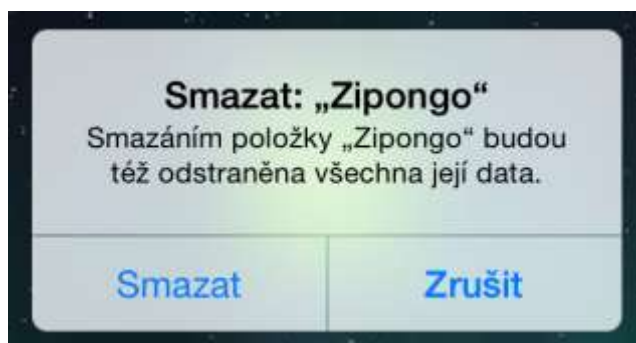 Smazat: „Zipongo“
Smazáním položky „Zipongo“ budou
též odstraněna všechna její data.
Smazat
Zrušit